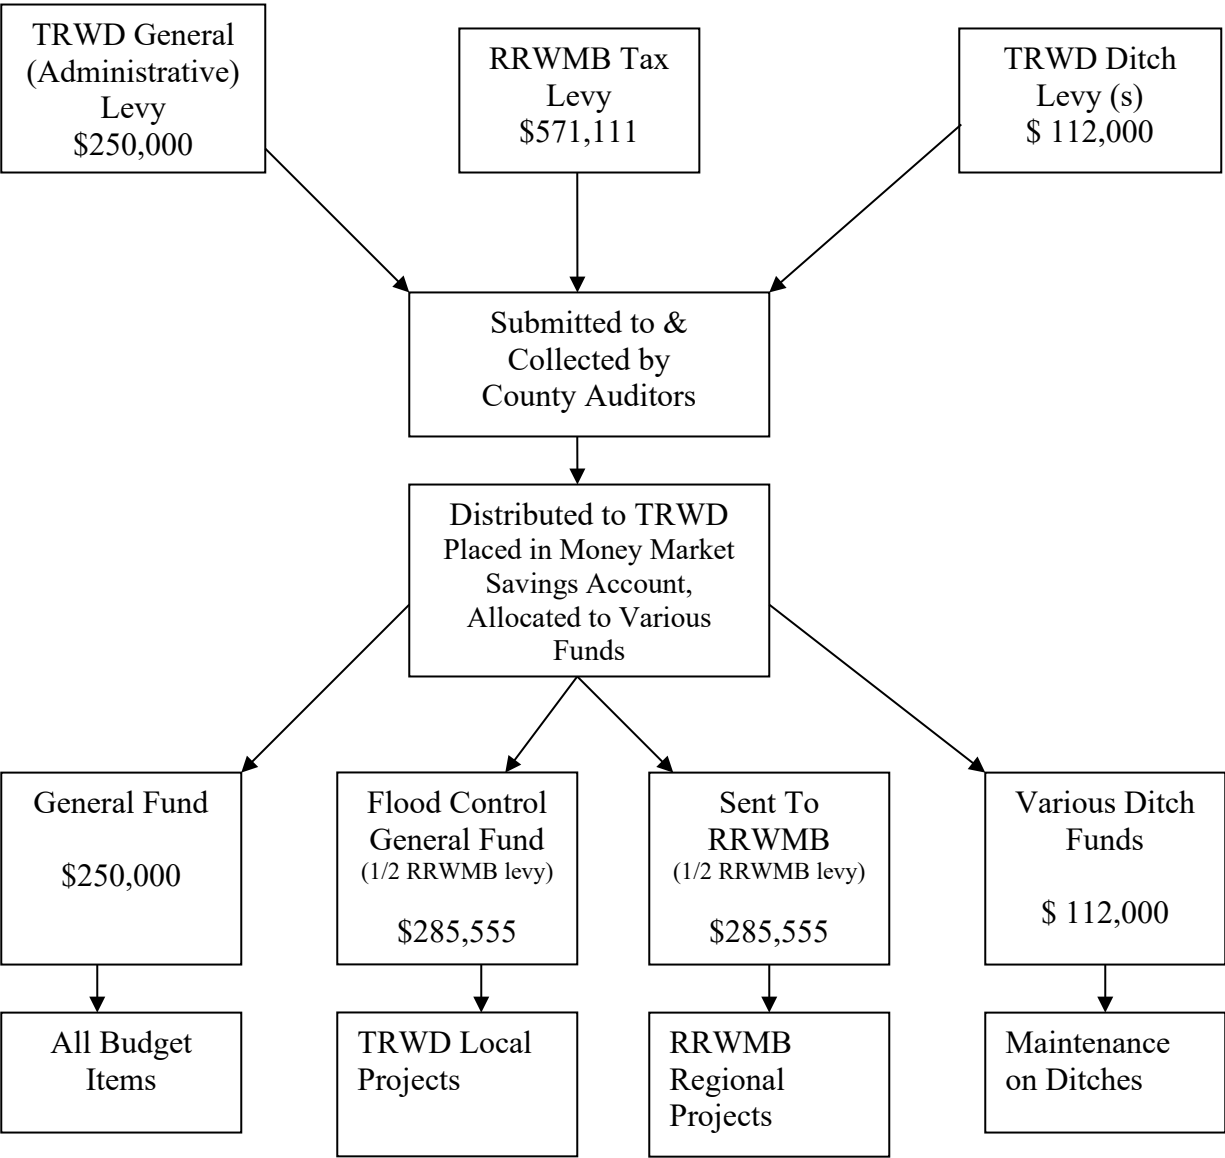 TRWD General
(Administrative)
Levy
$250,000
RRWMB Tax
Levy
$571,111
TRWD Ditch
Levy (s)
$ 112,000
Submitted to &
Collected by
County Auditors
Distributed to TRWD
Placed in Money Market
Savings Account,
Allocated to Various
Funds
General Fund
$250,000
Flood Control
General Fund
(1/2 RRWMB levy)
$285,555
Sent To
RRWMB
(1/2 RRWMB levy)
$285,555
Various Ditch
Funds
$ 112,000
All Budget
Items
TRWD Local
Projects
RRWMB
Regional
Projects
Maintenance
on Ditches